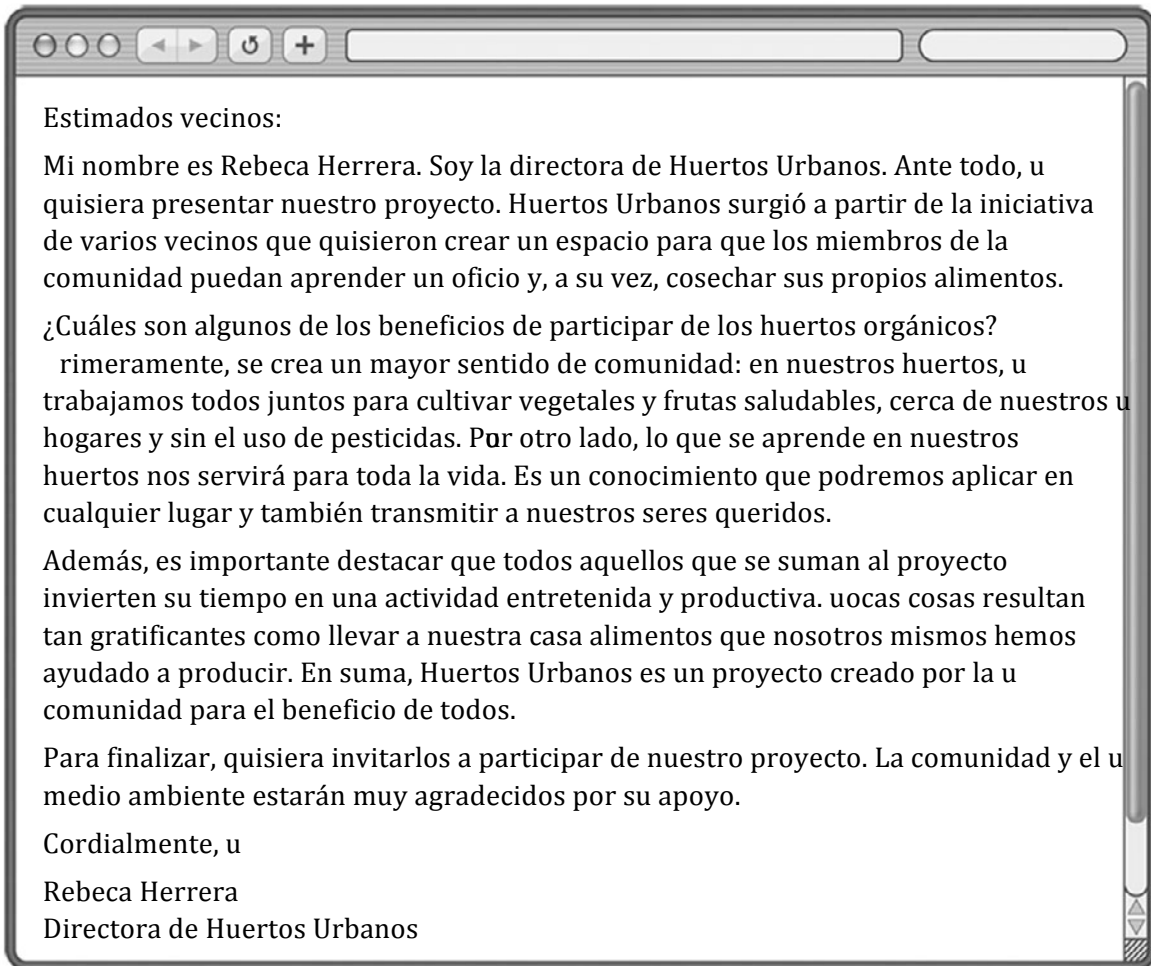 Estimados vecinos:
Mi nombre es Rebeca Herrera. Soy la directora de Huertos Urbanos. Ante todo, u
quisiera presentar nuestro proyecto. Huertos Urbanos surgió a partir de la iniciativa
de varios vecinos que quisieron crear un espacio para que los miembros de la
comunidad puedan aprender un oficio y, a su vez, cosechar sus propios alimentos.
¿Cuáles son algunos de los beneficios de participar de los huertos orgánicos?
rimeramente, se crea un mayor sentido de comunidad: en nuestros huertos, u
trabajamos todos juntos para cultivar vegetales y frutas saludables, cerca de nuestros u
hogares y sin el uso de pesticidas. Por otro lado, lo que se aprende en nuestros
huertos nos servirá para toda la vida. Es un conocimiento que podremos aplicar en
cualquier lugar y también transmitir a nuestros seres queridos.
Además, es importante destacar que todos aquellos que se suman al proyecto
invierten su tiempo en una actividad entretenida y productiva. uocas cosas resultan
tan gratificantes como llevar a nuestra casa alimentos que nosotros mismos hemos
ayudado a producir. En suma, Huertos Urbanos es un proyecto creado por la u
comunidad para el beneficio de todos.
Para finalizar, quisiera invitarlos a participar de nuestro proyecto. La comunidad y el u
medio ambiente estarán muy agradecidos por su apoyo.
Cordialmente, u
Rebeca Herrera
Directora de Huertos Urbanos